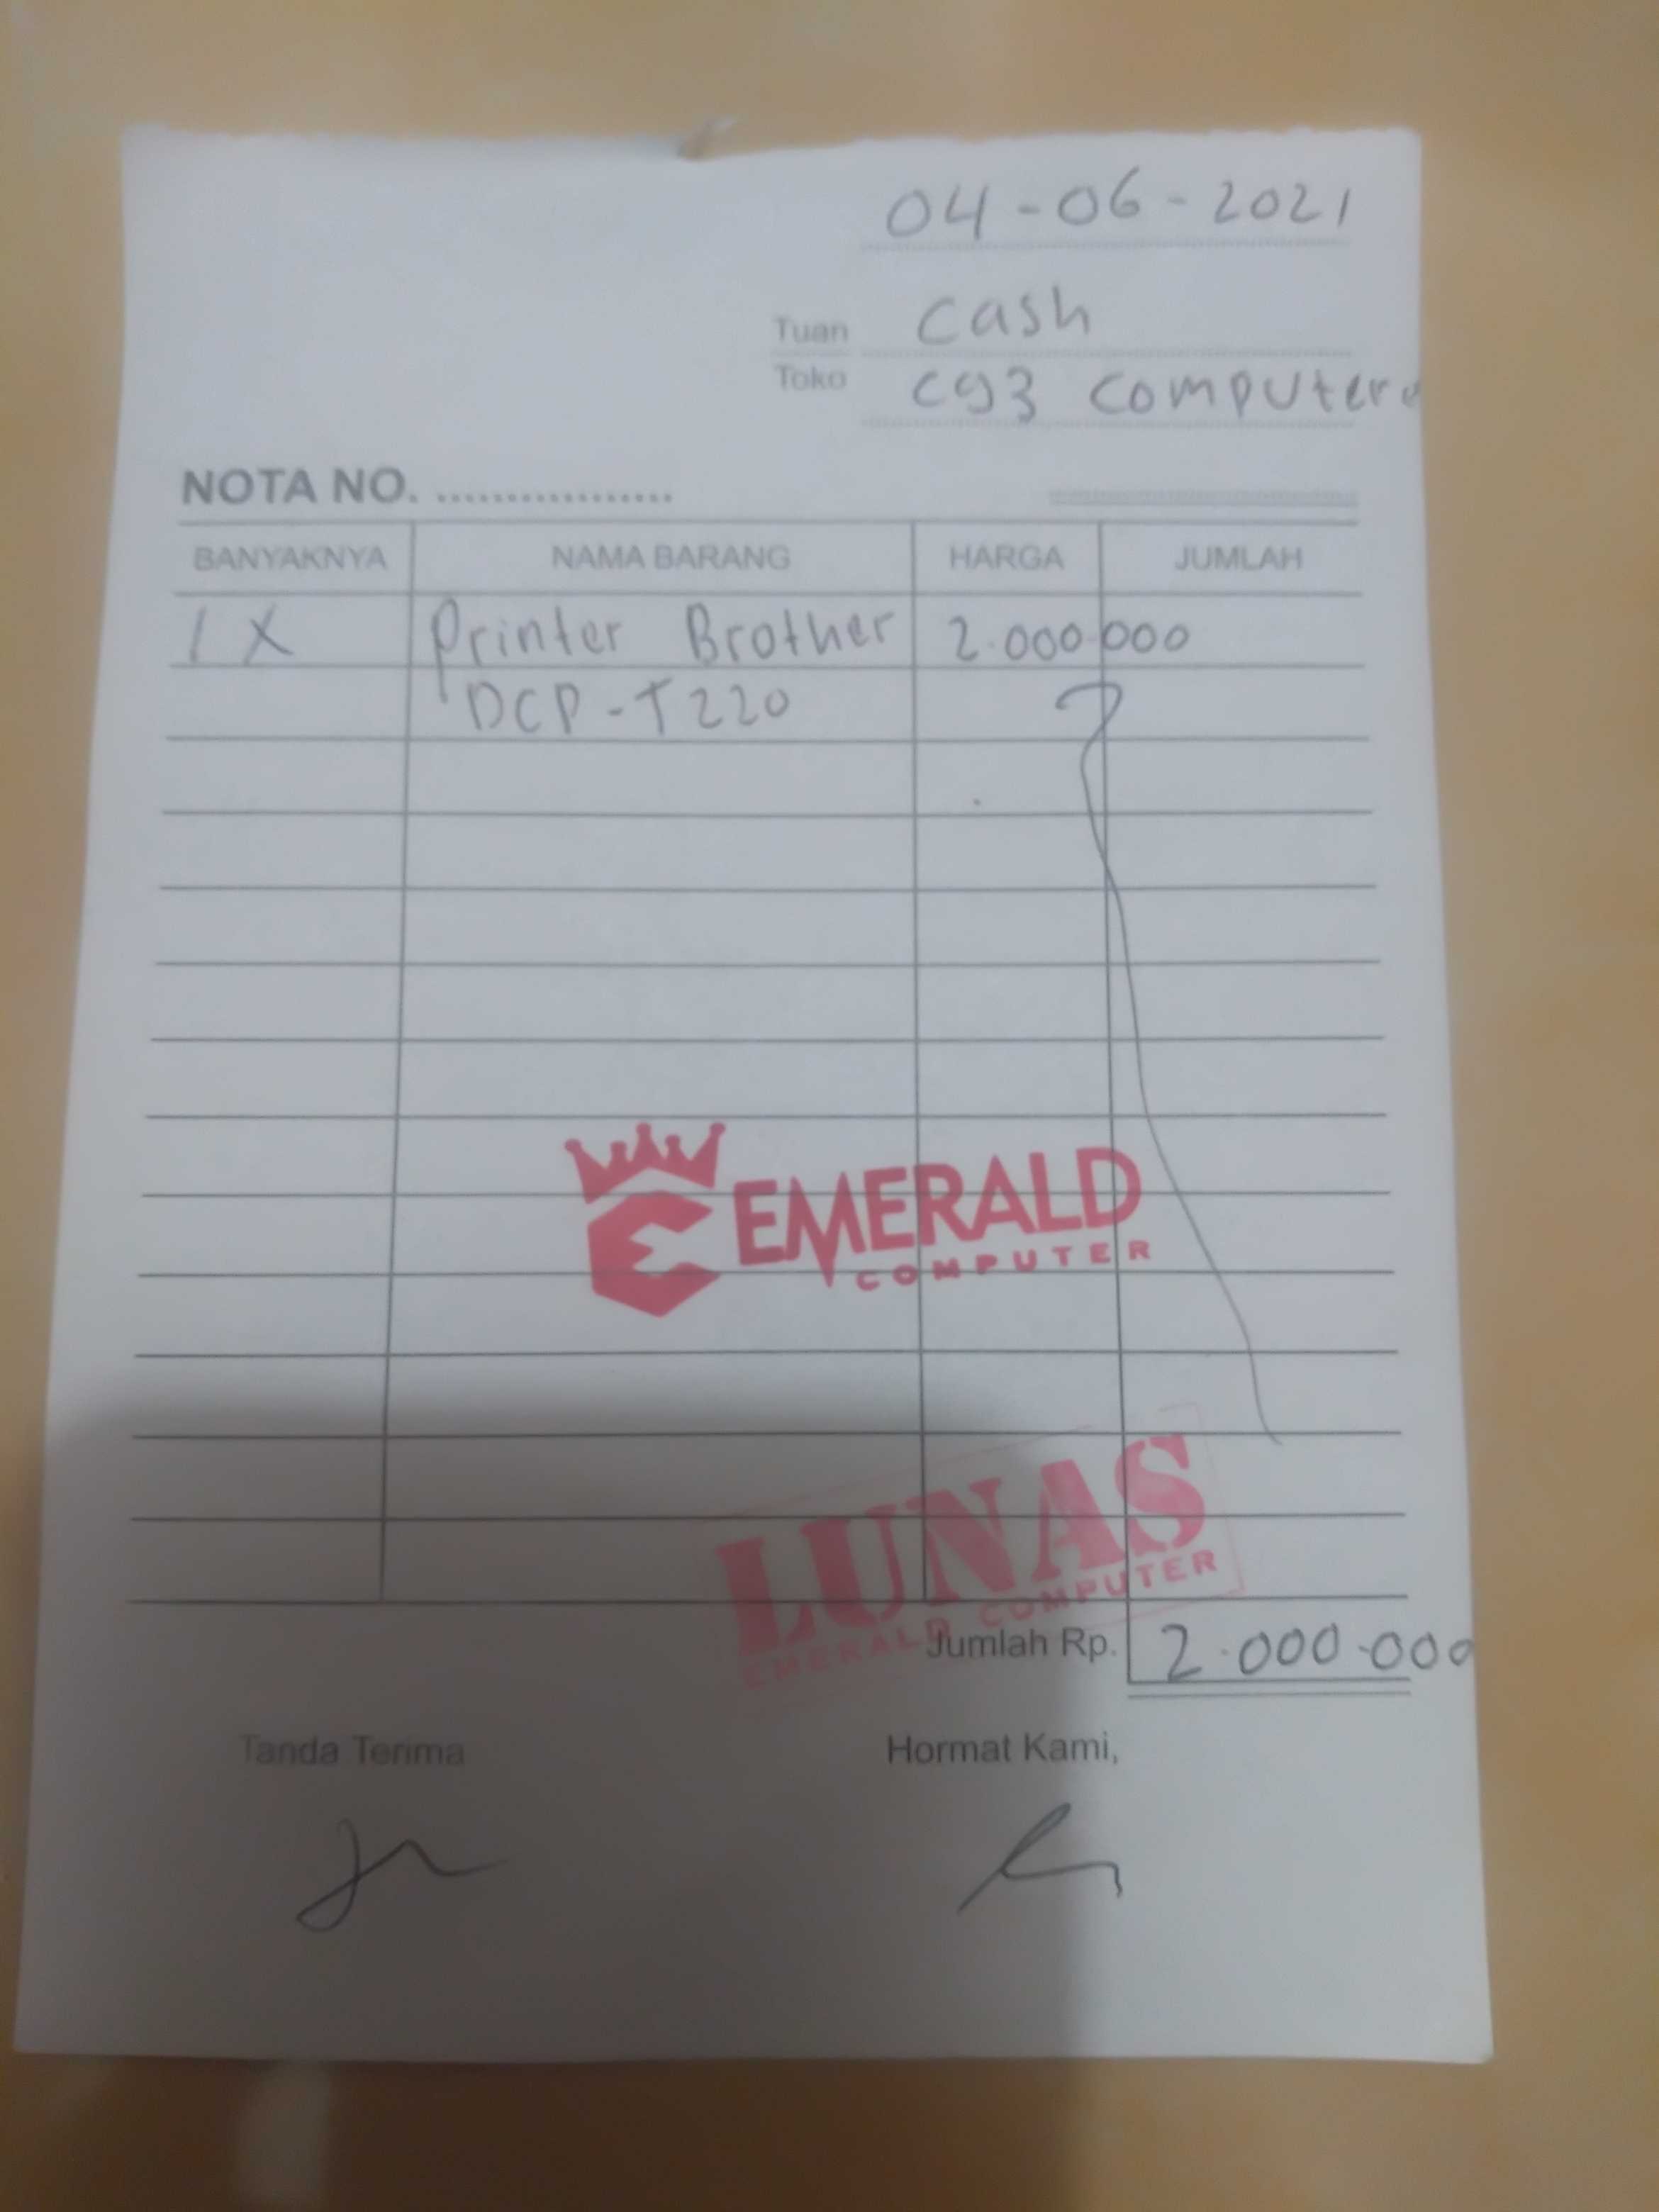 04-06-2021
Tuan cash
Toko cg3 computer
NOTA NO. .................
BANYAKNYA NAMA BARANG HARGA JUMLAH
1 X Printer Brother 2.000.000
DCP-T220
EMERALD
COMPUTER
LUNAS
EMERALD COMPUTER
Jumlah Rp. 2.000.000
Tanda Terima Hormat Kami,